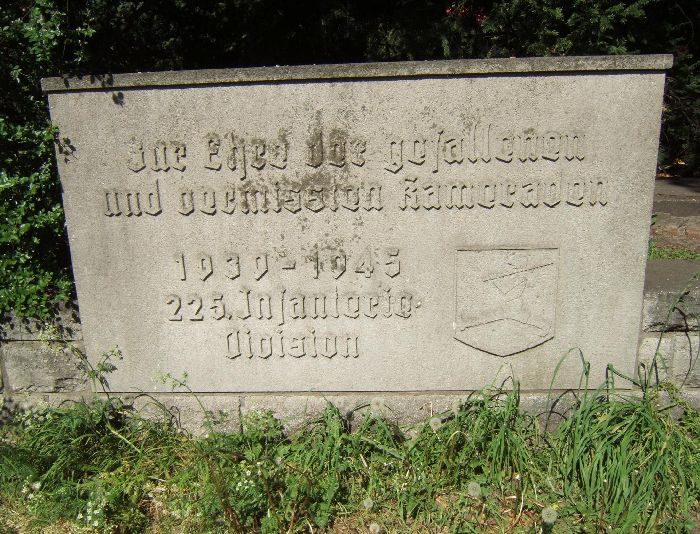 Zur Ehre der gefallenen
und vermissten Kameraden
1939-1945
225. Infanterie-
Division